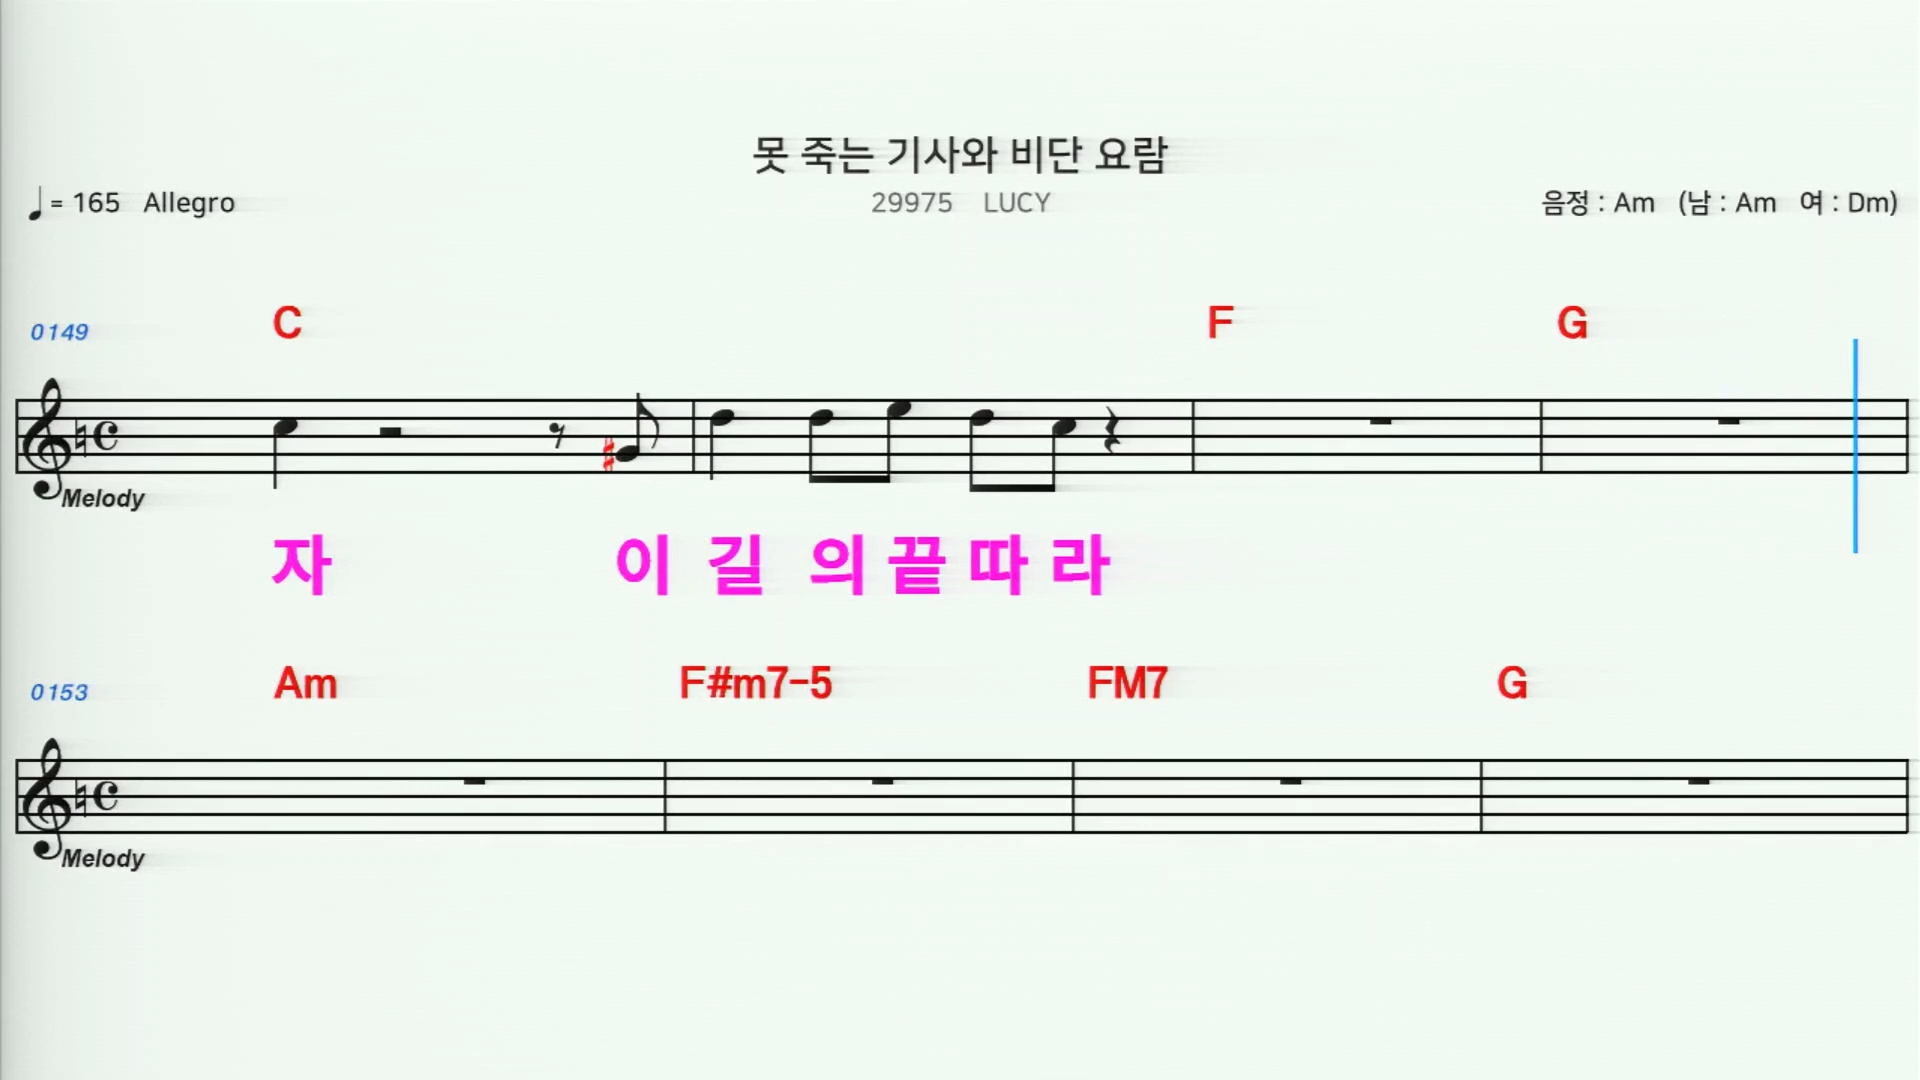 못 죽는 기사와 비단 요람
= 165 Allegro
29975 LUCY
음정 : Am (남 : Am 여 : Dm)
0149 C F G
Melody
자 이 길 의 끝 따 라
0153 Am F#m7-5 FM7 G
Melody